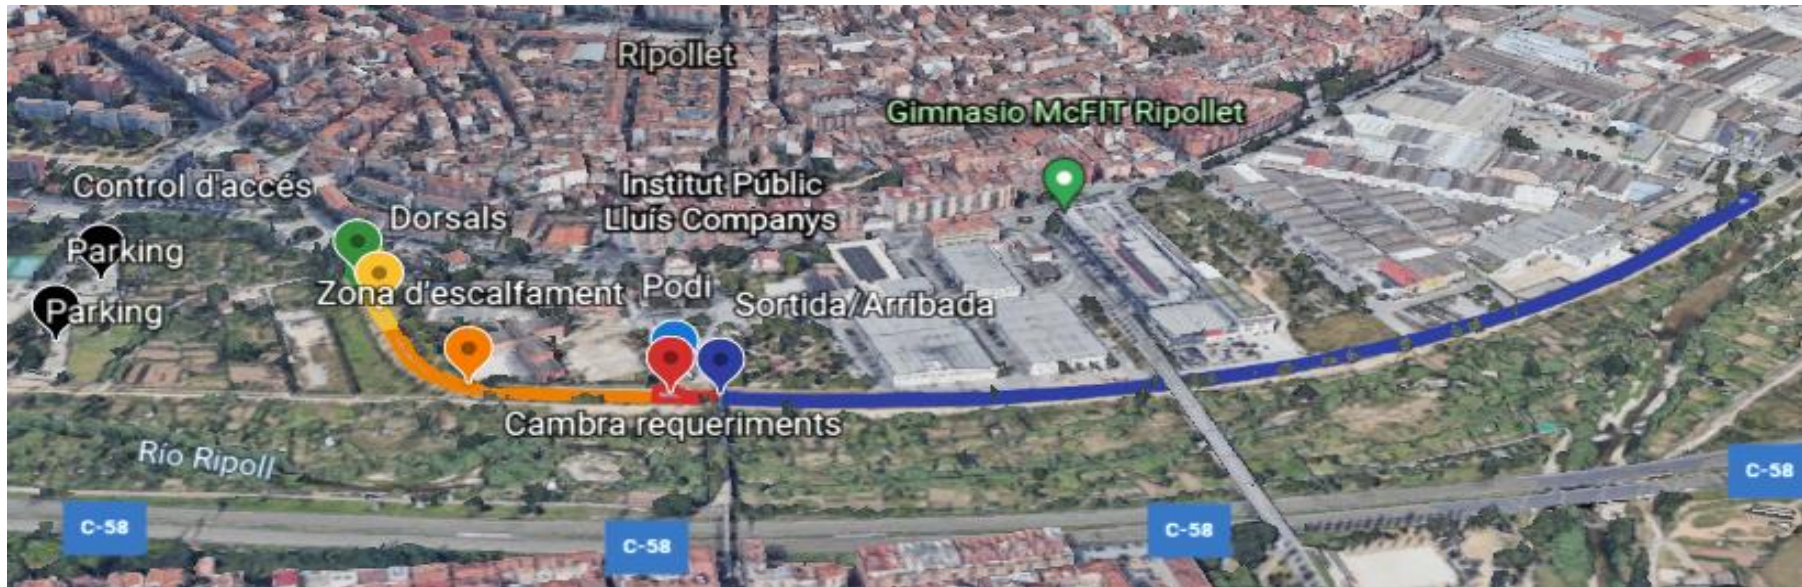 Ripollet
Gimnasio McFIT Ripollet
Control d'accés
Institut Públic
Lluís Companys
Dorsals
Parking
Zona d'escalfament
Podi
Sortida/Arribada
Parking
Cambra requeriments
Río Ripoll
C-58
C-58
C-58
C-58